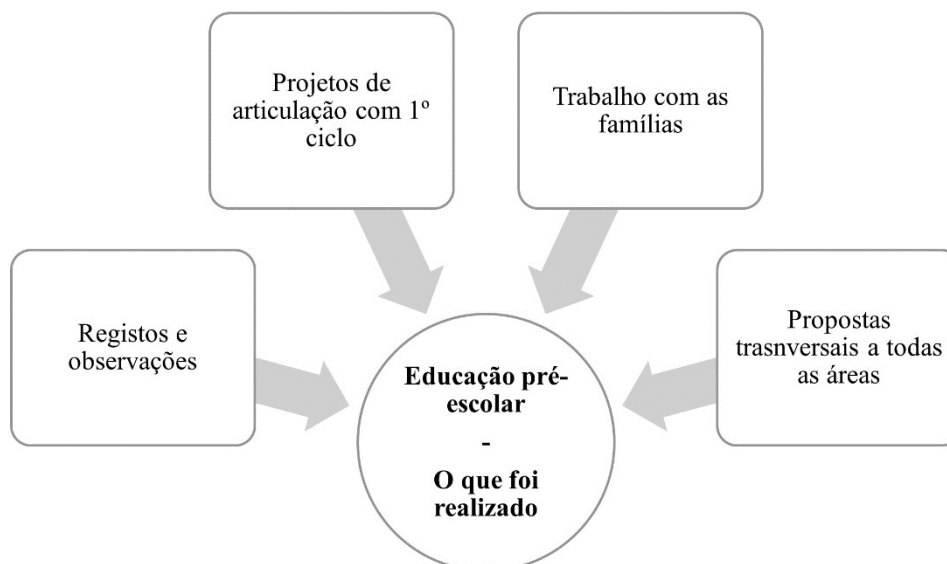 Projetos de
articulação com 1º
ciclo
Trabalho com as
famílias
Registos e
observações
Propostas
trasnversais a todas
as áreas
Educação pré-
escolar
-
O que foi
realizado